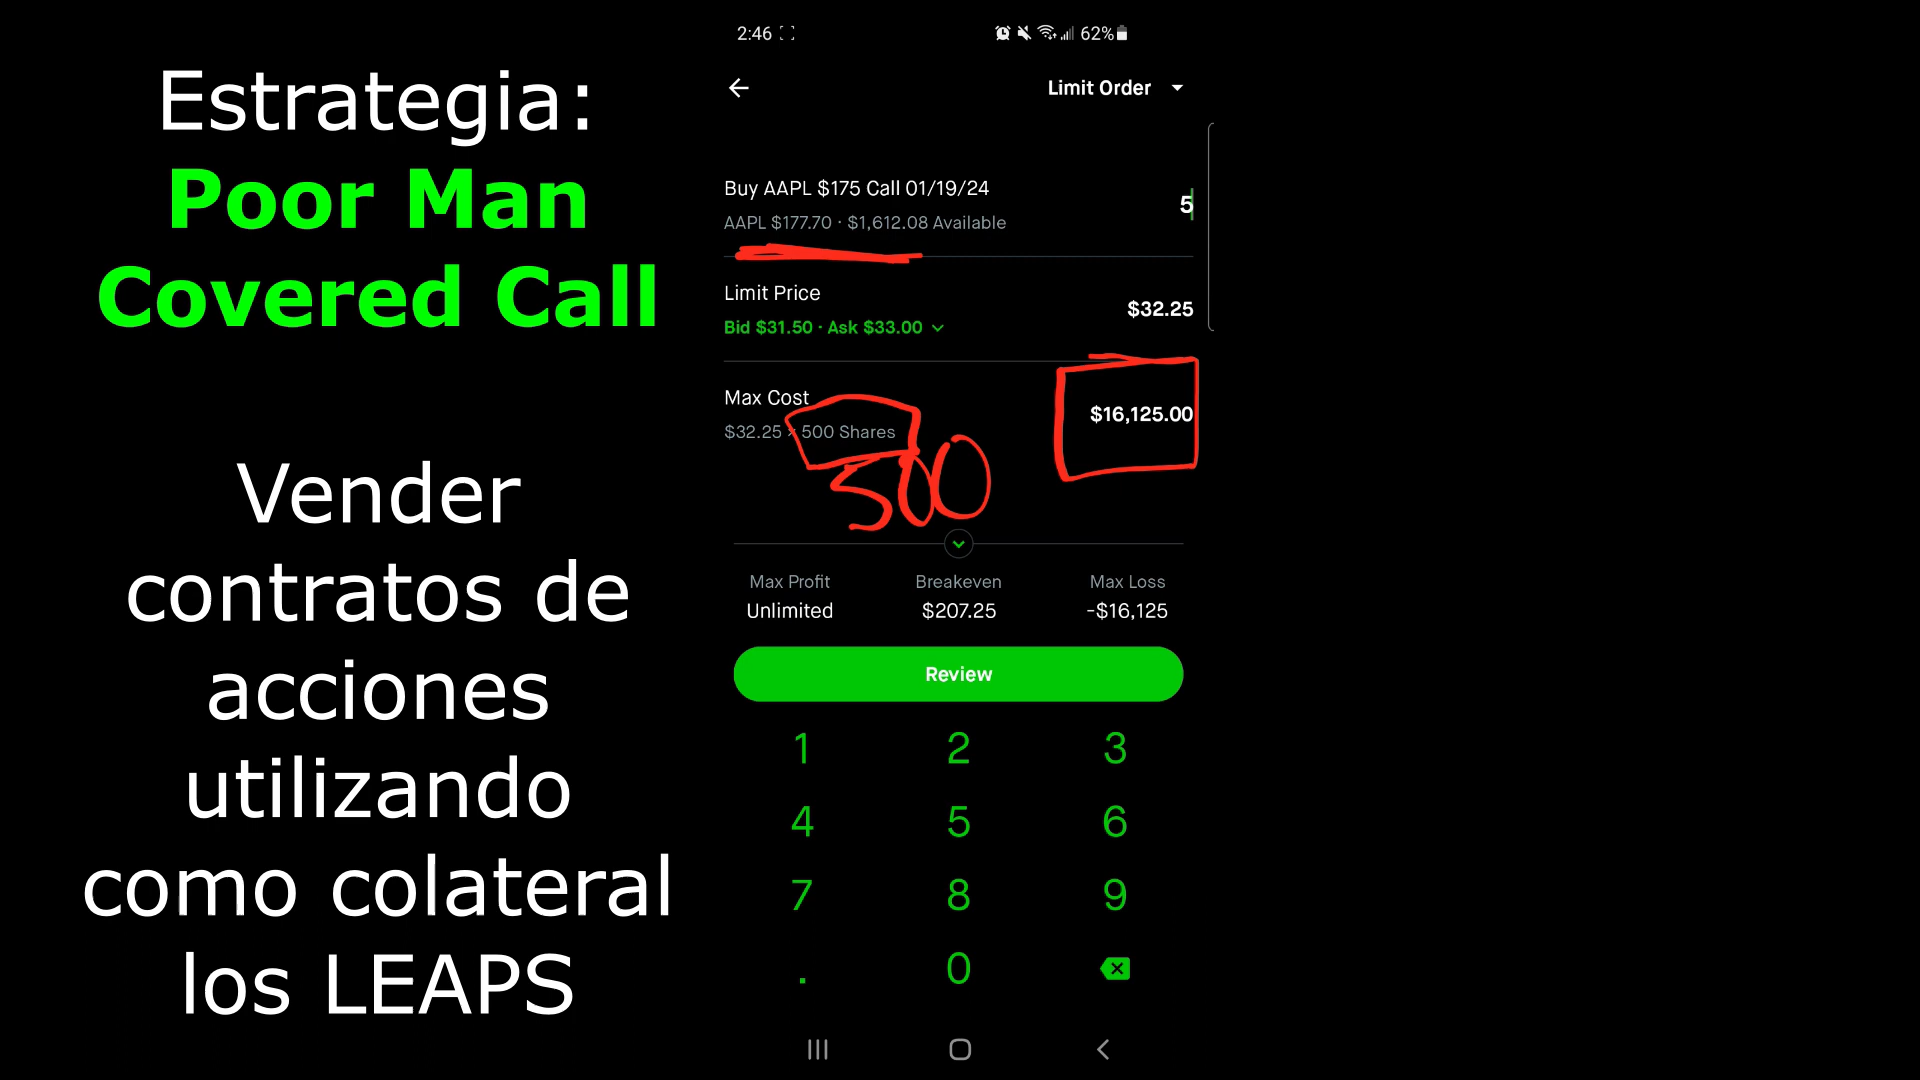 Estrategia:
Poor Man
Covered Call
Vender
contratos de
acciones
utilizando
como colateral
los LEAPS
2:46 62%
Limit Order
Buy AAPL $175 Call 01/19/24
5
AAPL $177.70 · $1,612.08 Available
Limit Price
$32.25
Bid $31.50 · Ask $33.00
Max Cost
$16,125.00
$32.25 × 500 Shares
500
Max Profit Breakeven Max Loss
Unlimited $207.25 -$16,125
Review
1 2 3
4 5 6
7 8 9
. 0